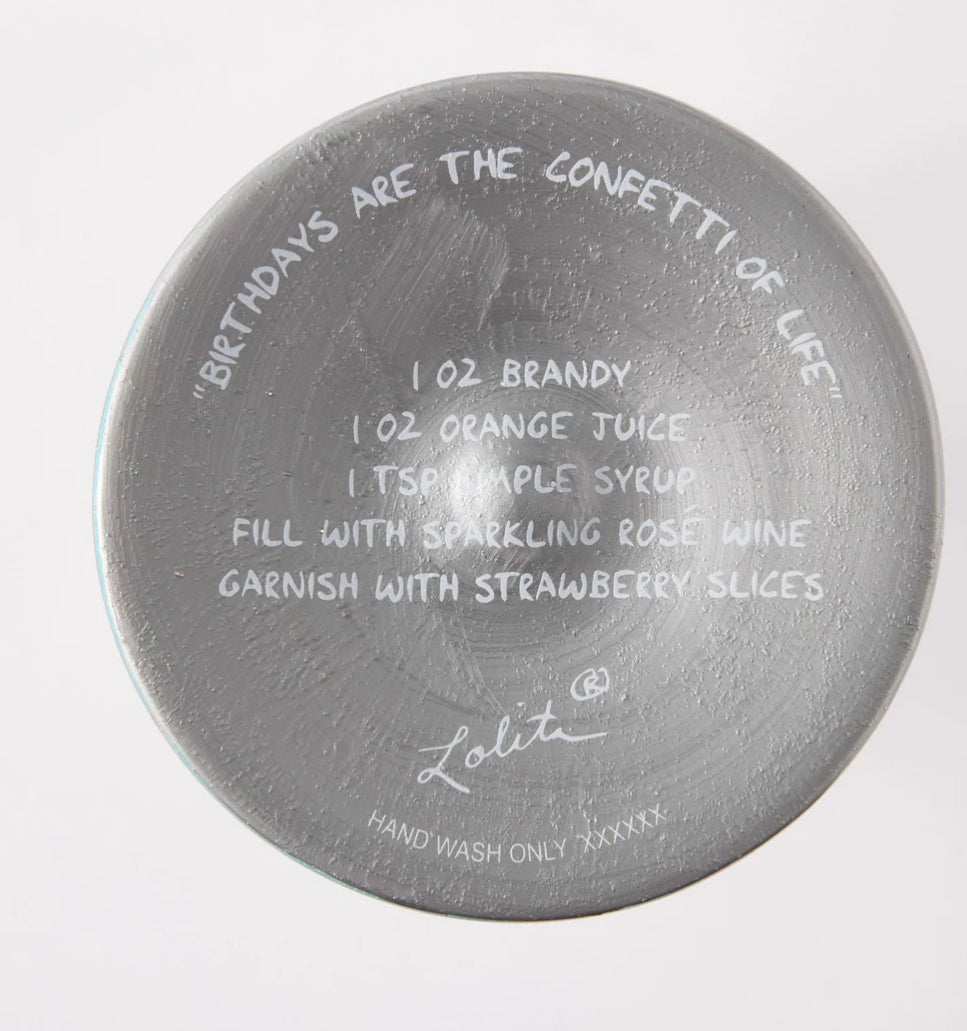 "BIRTHDAYS ARE THE CONFETTI OF LIFE"
1 OZ BRANDY
1 OZ ORANGE JUICE
1 TSP SIMPLE SYRUP
FILL WITH SPARKLING ROSÉ WINE
GARNISH WITH STRAWBERRY SLICES
Lolita ®
HAND WASH ONLY XXXXXX